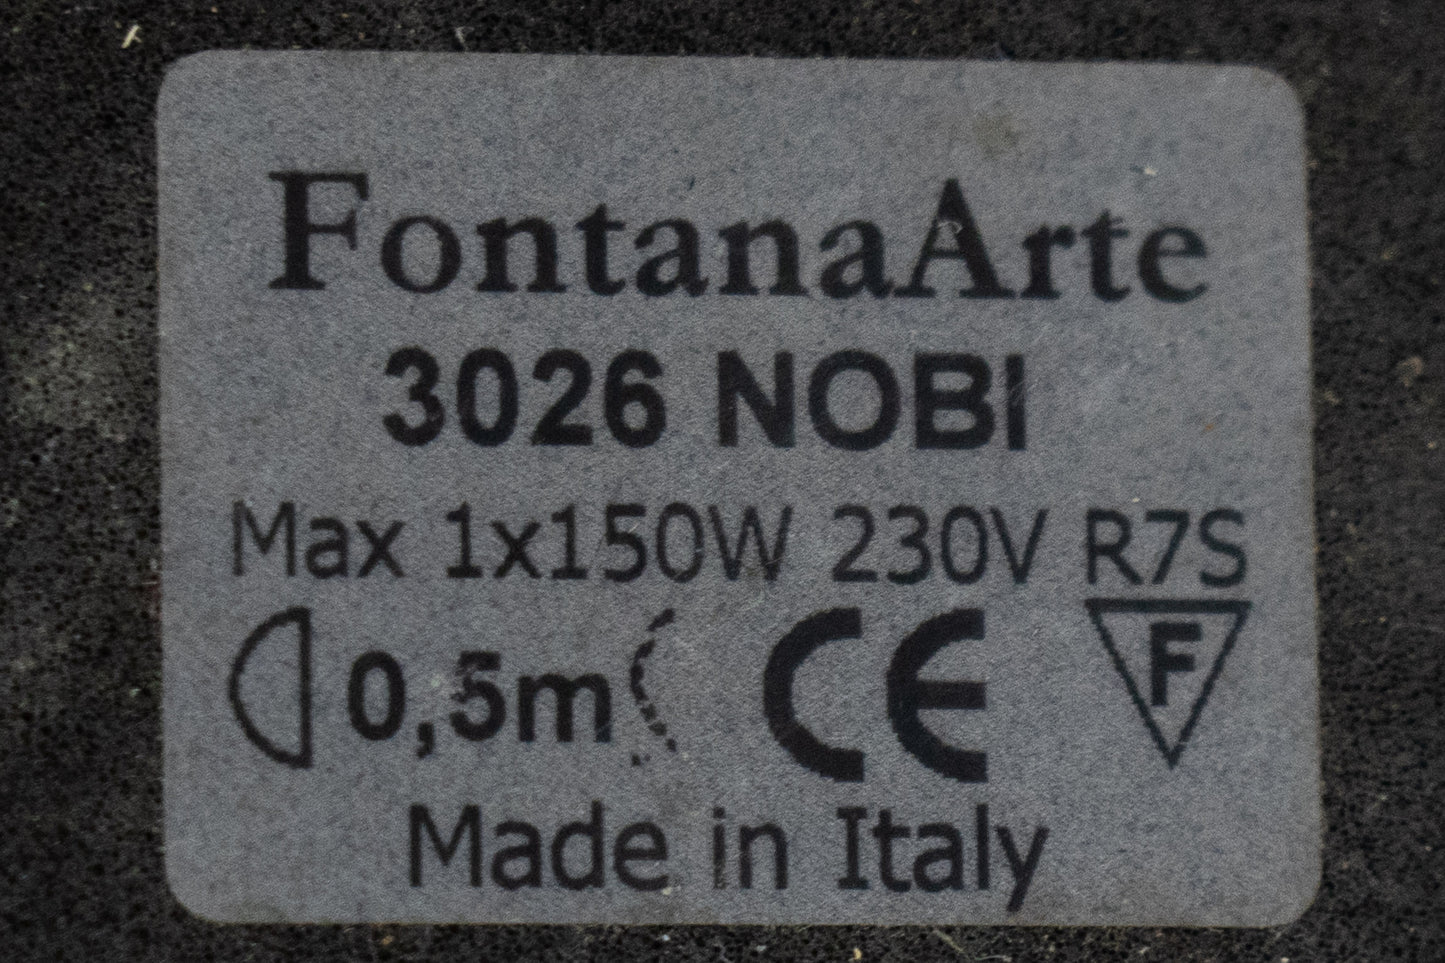 FontanaArte
3026 NOBI
Max 1x150W 230V R7S
0,5m CE F
Made in Italy